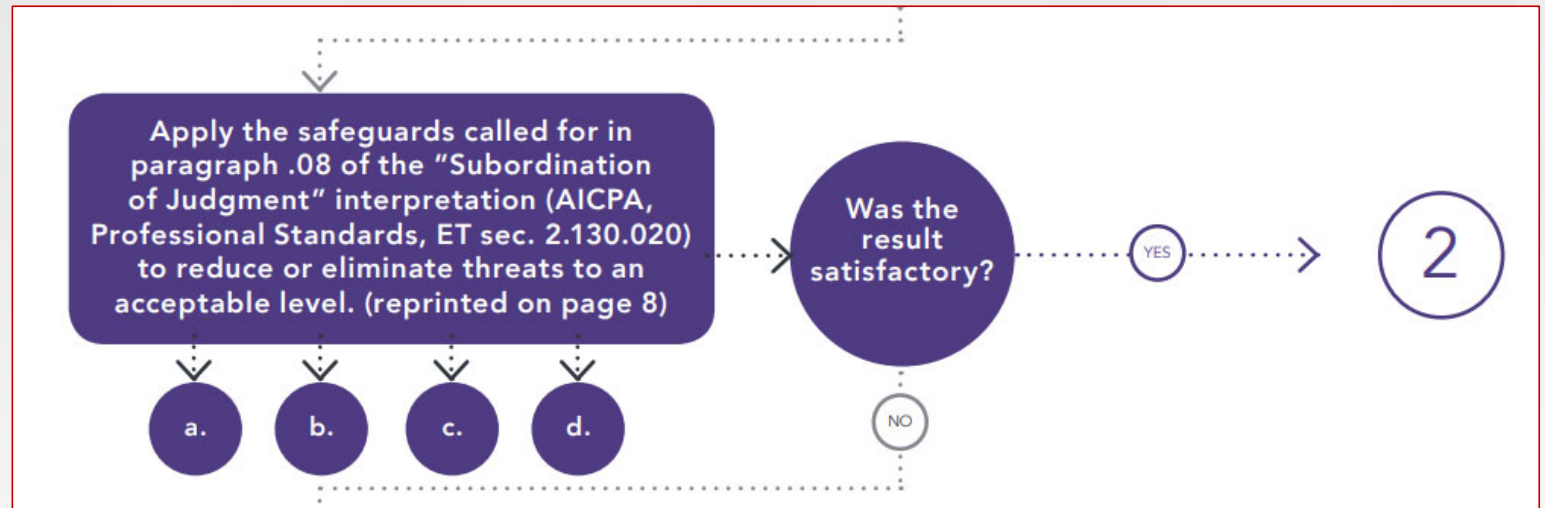 Apply the safeguards called for in
paragraph .08 of the “Subordination
of Judgment” interpretation (AICPA,
Professional Standards, ET sec. 2.130.020)
to reduce or eliminate threats to an
acceptable level. (reprinted on page 8)
Was the
result
satisfactory?
YES
2
a.
b.
c.
d.
NO